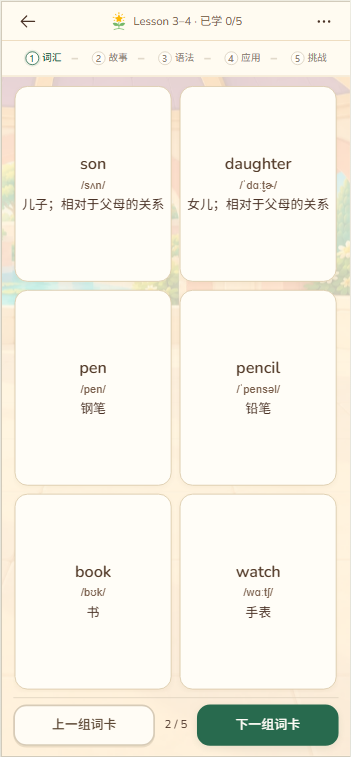 Lesson 3–4 · 已学 0/5
1 词汇 – 2 故事 – 3 语法 – 4 应用 – 5 挑战
son
/sʌn/
儿子；相对于父母的关系
daughter
/ˈdɑːt̬ɚ/
女儿；相对于父母的关系
pen
/pen/
钢笔
pencil
/ˈpensəl/
铅笔
book
/bʊk/
书
watch
/wɑːtʃ/
手表
上一组词卡
2 / 5
下一组词卡